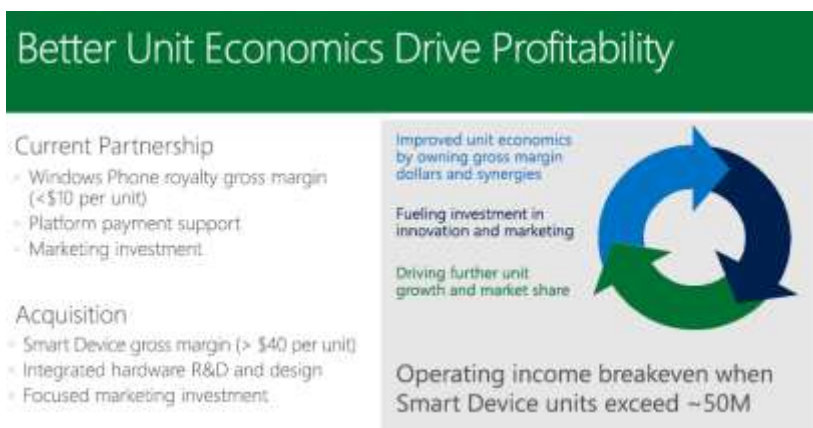 Better Unit Economics Drive Profitability
Current Partnership
Windows Phone royalty gross margin
(<$10 per unit)
Platform payment support
Marketing investment
Acquisition
Smart Device gross margin (> $40 per unit)
Integrated hardware R&D and design
Focused marketing investment
Improved unit economics
by owning gross margin
dollars and synergies
Fueling investment in
innovation and marketing
Driving further unit
growth and market share
Operating income breakeven when
Smart Device units exceed ~50M